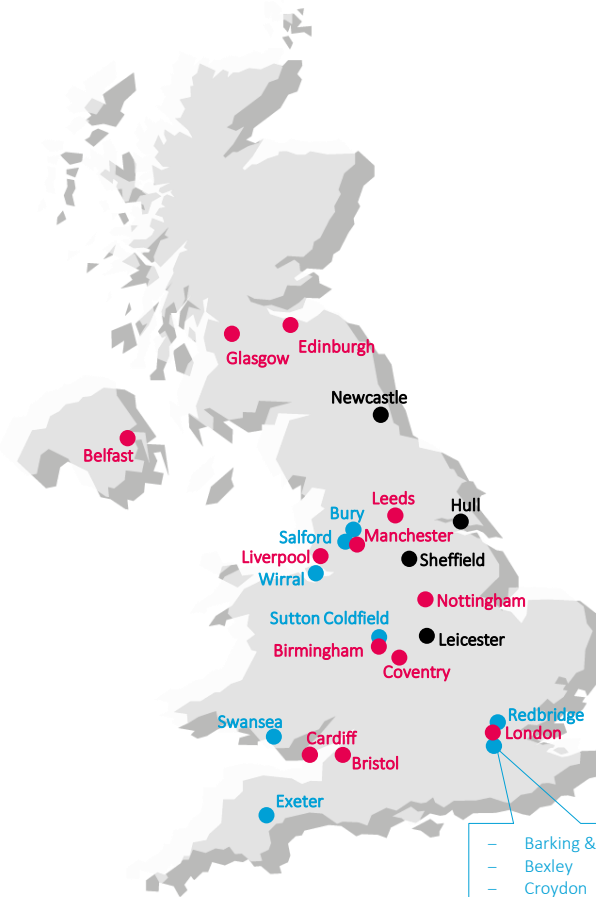 Edinburgh
Glasgow
Newcastle
Belfast
Leeds
Hull
Bury
Salford
Manchester
Liverpool
Sheffield
Wirral
Nottingham
Sutton Coldfield
Leicester
Birmingham
Coventry
Redbridge
Swansea
London
Cardiff
Bristol
Exeter
– Barking &
– Bexley
– Croydon